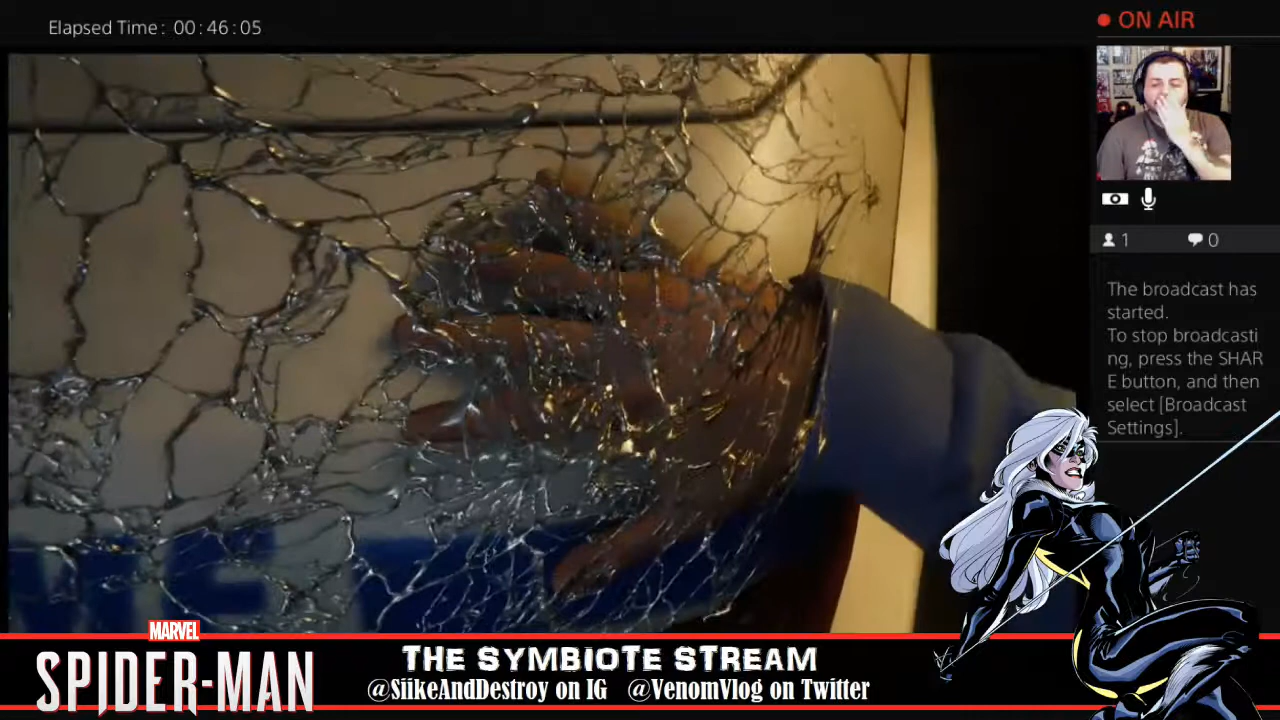 Elapsed Time: 00:46:05
ON AIR
1
0
The broadcast has
started.
To stop broadcasti
ng, press the SHAR
E button, and then
select [Broadcast
Settings].
MARVEL
SPIDER-MAN
THE SYMBIOTE STREAM
@SiikeAndDestroy on IG @VenomVlog on Twitter